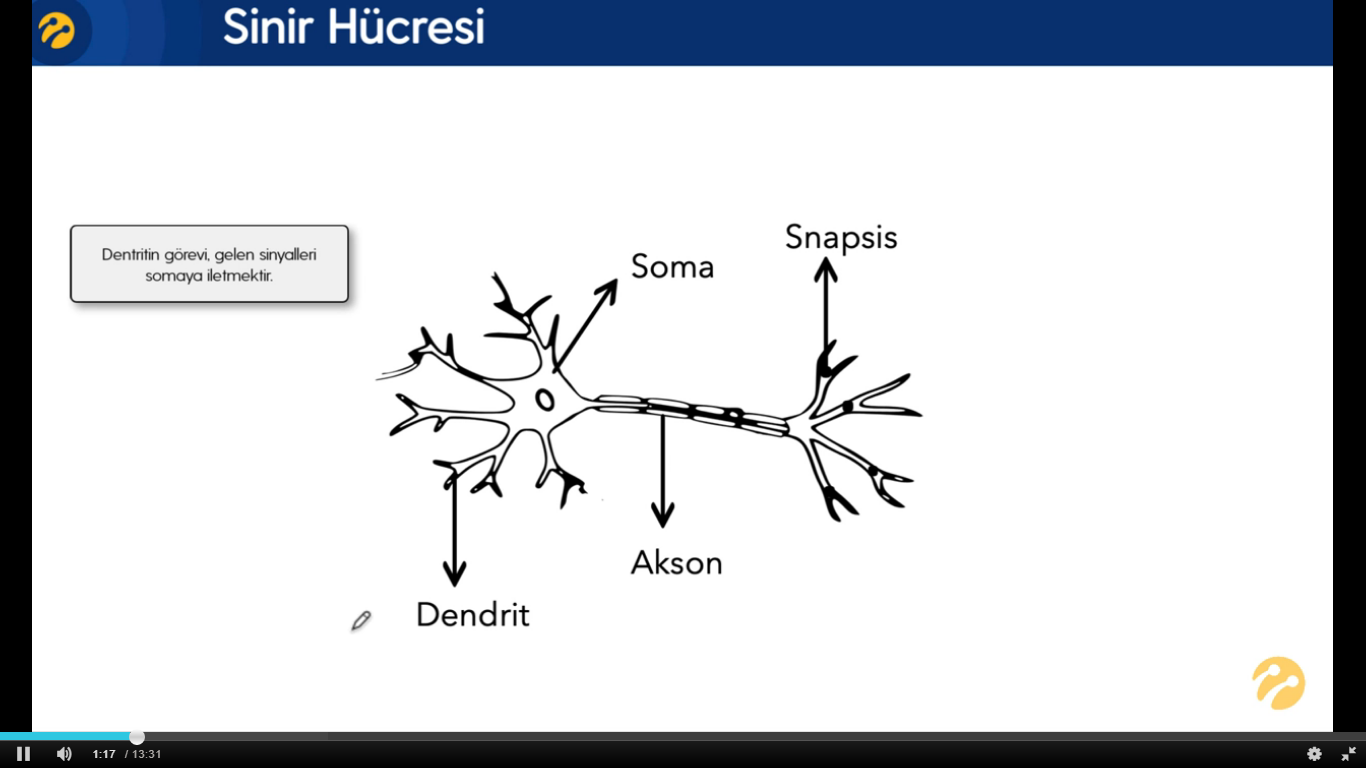 Sinir Hücresi
Dentritin görevi, gelen sinyalleri
somaya iletmektir.
Snapsis
Soma
Akson
Dendrit
1:17 / 13:31